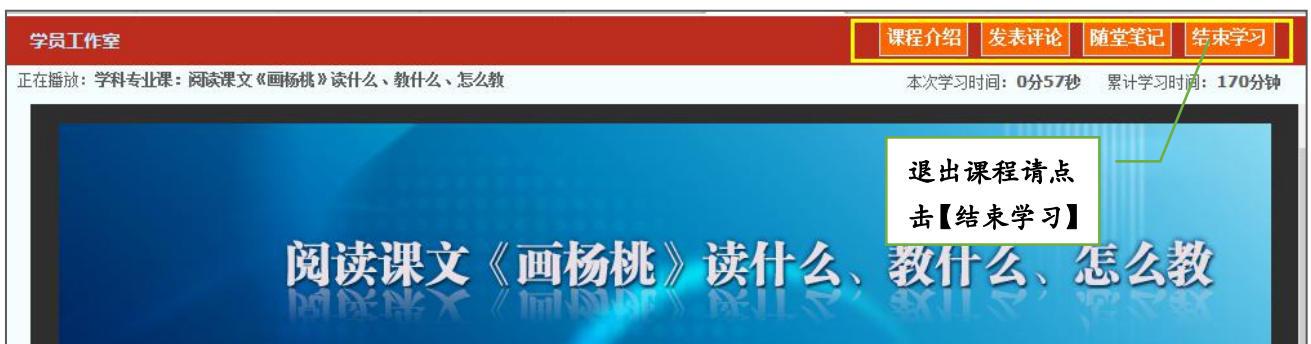 学员工作室
课程介绍 发表评论 随堂笔记 结束学习
正在播放：学科专业课：阅读课文《画杨桃》读什么、教什么、怎么教
本次学习时间：0分57秒 累计学习时间：170分钟
退出课程请点
击【结束学习】
阅读课文《画杨桃》读什么、教什么、怎么教